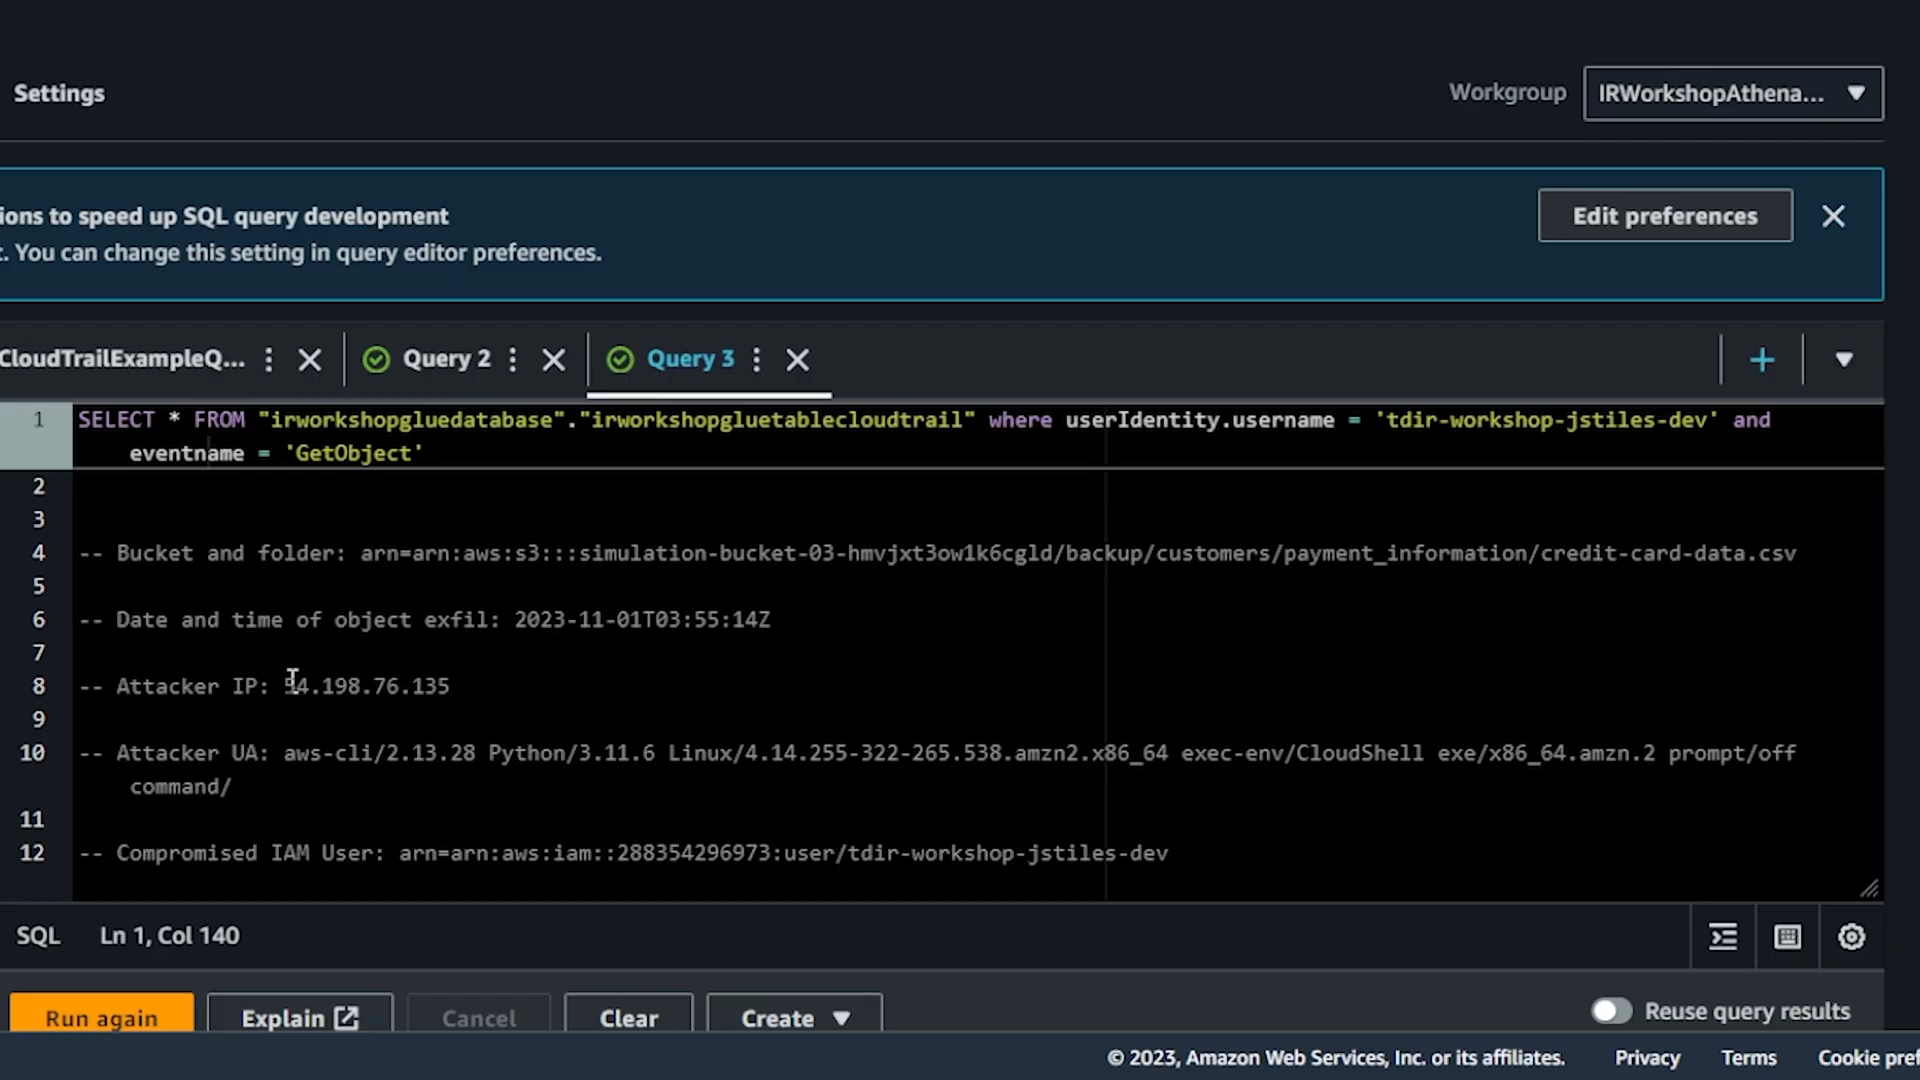 Settings
Workgroup IRWorkshopAthena...
ions to speed up SQL query development
Edit preferences
. You can change this setting in query editor preferences.
CloudTrailExampleQ... Query 2 Query 3
1 SELECT * FROM "irworkshopgluedatabase"."irworkshopgluetablecloudtrail" where userIdentity.username = 'tdir-workshop-jstiles-dev' and
eventname = 'GetObject'
2
3
4 -- Bucket and folder: arn=arn:aws:s3:::simulation-bucket-03-hmvjxt3ow1k6cgld/backup/customers/payment_information/credit-card-data.csv
5
6 -- Date and time of object exfil: 2023-11-01T03:55:14Z
7
8 -- Attacker IP: 54.198.76.135
9
10 -- Attacker UA: aws-cli/2.13.28 Python/3.11.6 Linux/4.14.255-322-265.538.amzn2.x86_64 exec-env/CloudShell exe/x86_64.amzn.2 prompt/off
command/
11
12 -- Compromised IAM User: arn=arn:aws:iam::288354296973:user/tdir-workshop-jstiles-dev
SQL Ln 1, Col 140
Run again Explain Cancel Clear Create Reuse query results
© 2023, Amazon Web Services, Inc. or its affiliates. Privacy Terms Cookie pref